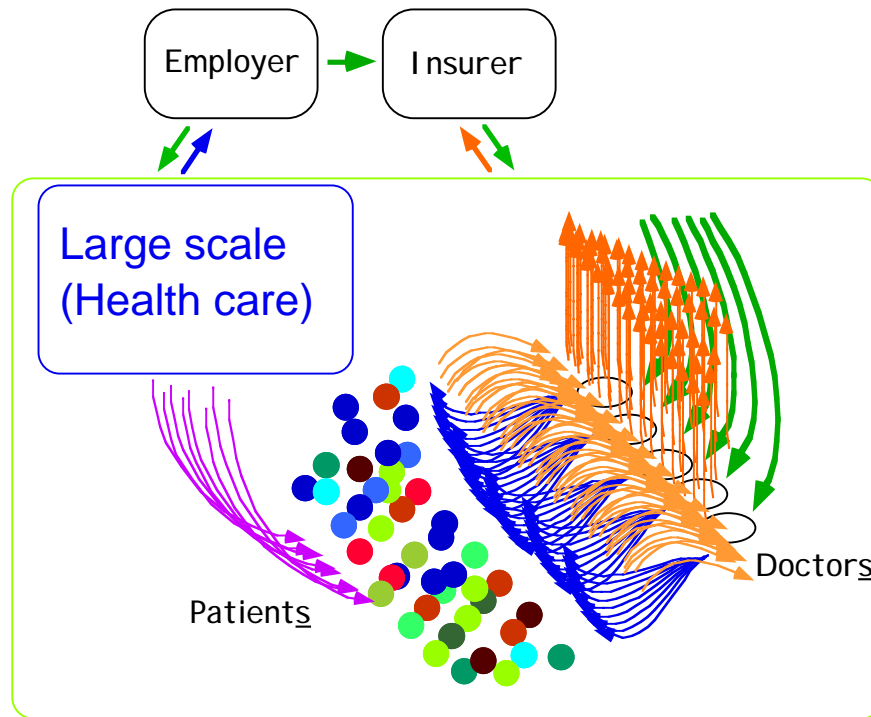 Employer
Insurer
Large scale
(Health care)
Doctors
Patients